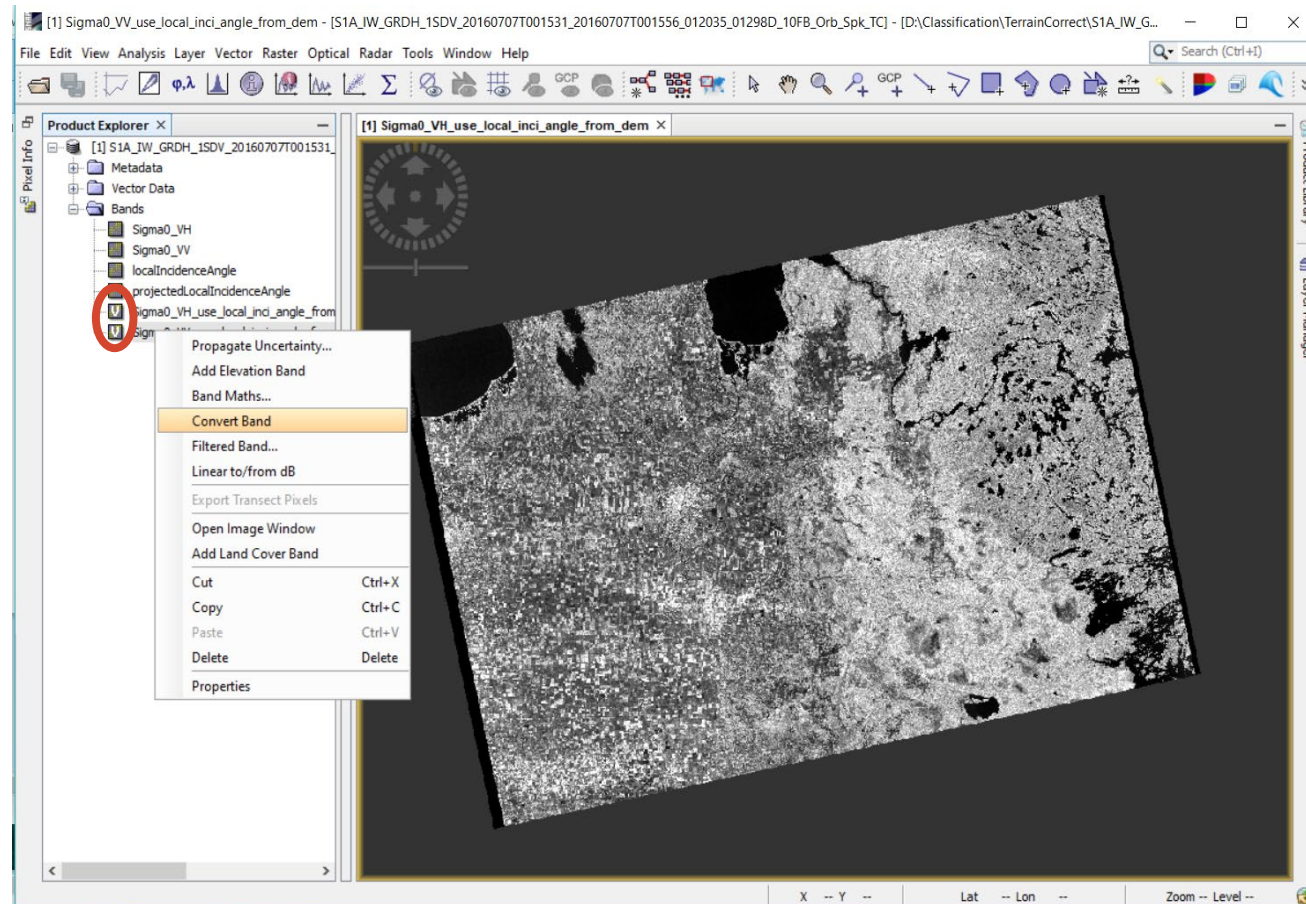 [1] Sigma0_VV_use_local_inci_angle_from_dem - [S1A_IW_GRDH_1SDV_20160707T001531_20160707T001556_012035_01298D_10FB_Orb_Spk_TC] - [D:\Classification\TerrainCorrect\S1A_IW_G...
File Edit View Analysis Layer Vector Raster Optical Radar Tools Window Help
Search (Ctrl+I)
φ,λ Σ GCP GCP
Product Explorer
[1] Sigma0_VH_use_local_inci_angle_from_dem
Pixel Info
[1] S1A_IW_GRDH_1SDV_20160707T001531_
Metadata
Vector Data
Bands
Sigma0_VH
Sigma0_VV
localIncidenceAngle
projectedLocalIncidenceAngle
V Sigma0_VH_use_local_inci_angle_from
V
Propagate Uncertainty...
Add Elevation Band
Band Maths...
Convert Band
Filtered Band...
Linear to/from dB
Export Transect Pixels
Open Image Window
Add Land Cover Band
Cut Ctrl+X
Copy Ctrl+C
Paste Ctrl+V
Delete Delete
Properties
X -- Y -- Lat -- Lon -- Zoom -- Level --